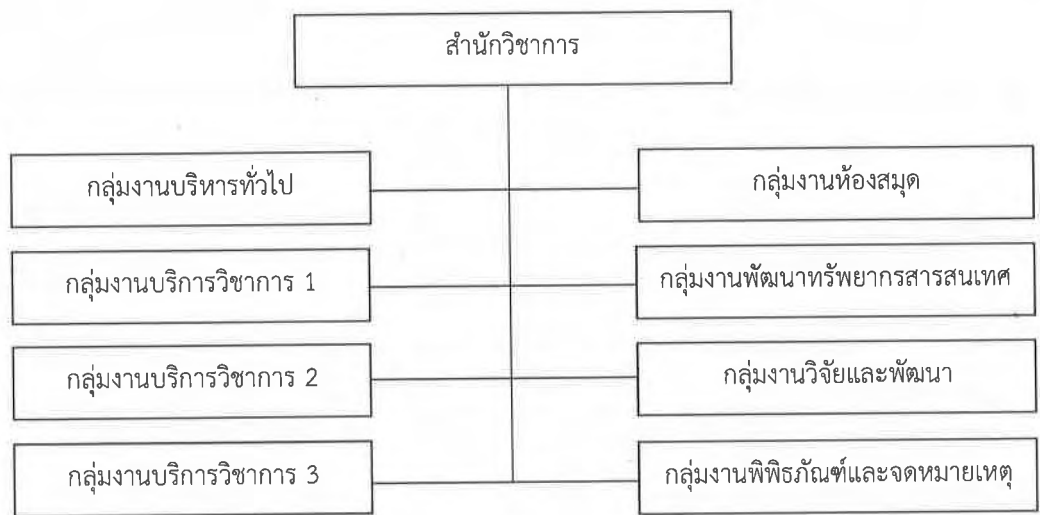 สำนักวิชาการ
กลุ่มงานบริหารทั่วไป
กลุ่มงานห้องสมุด
กลุ่มงานบริการวิชาการ 1
กลุ่มงานพัฒนาทรัพยากรสารสนเทศ
กลุ่มงานบริการวิชาการ 2
กลุ่มงานวิจัยและพัฒนา
กลุ่มงานบริการวิชาการ 3
กลุ่มงานพิพิธภัณฑ์และจดหมายเหตุ